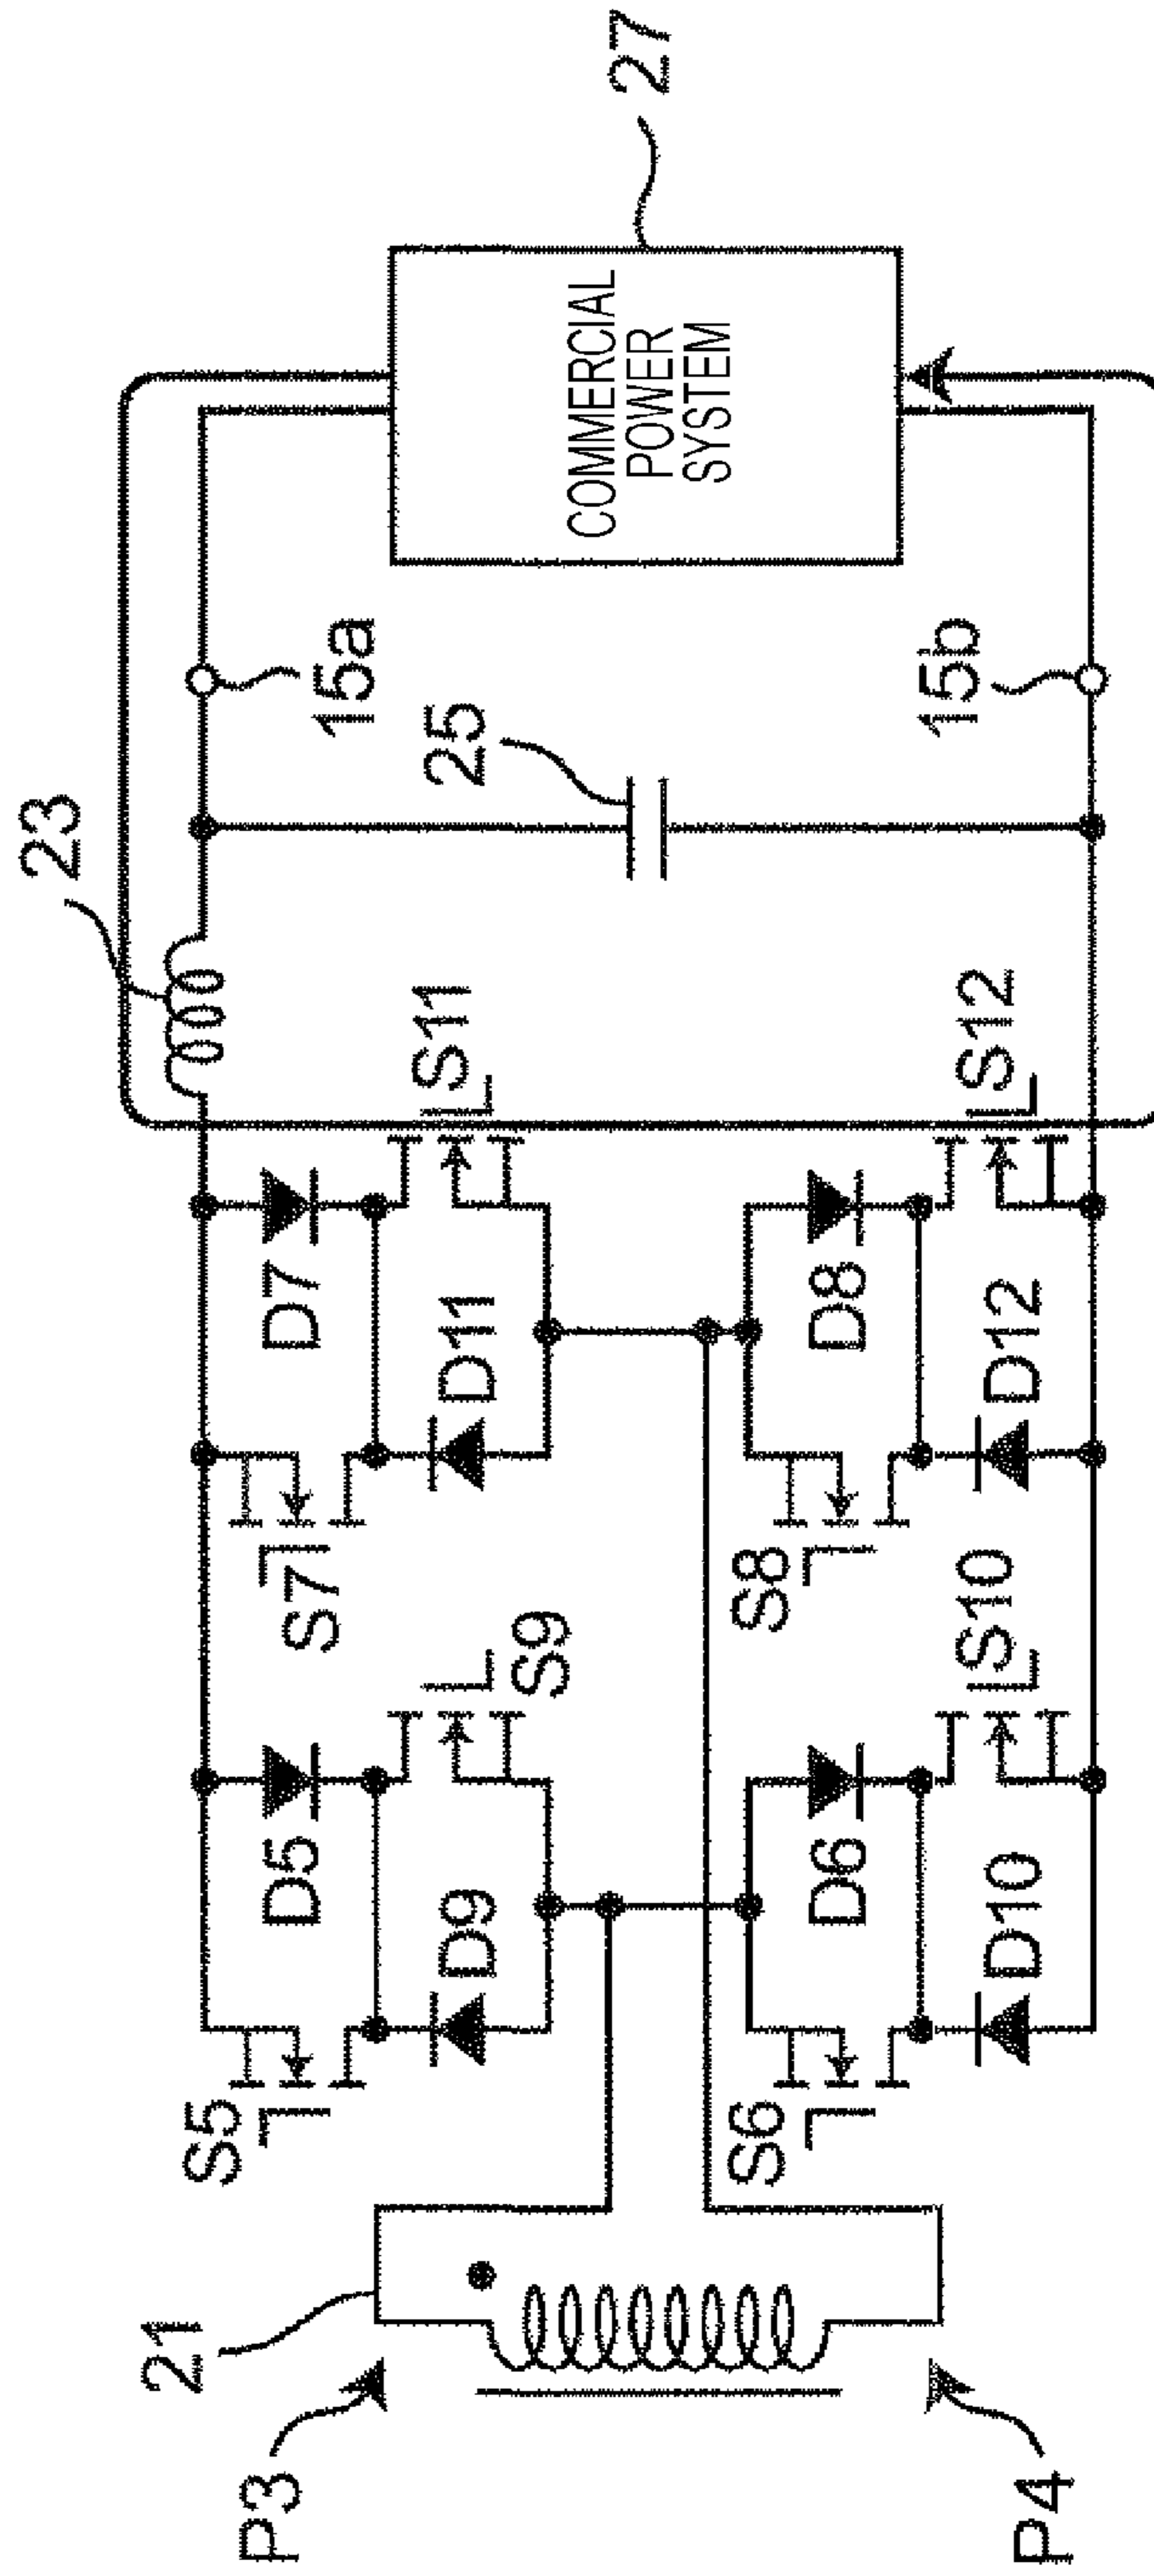 P3
21
P4
S5
D5
D9
S9
S6
D6
D10
S10
S7
D7
D11
S11
S8
D8
D12
S12
23
25
15a
15b
COMMERCIAL
POWER
SYSTEM
27